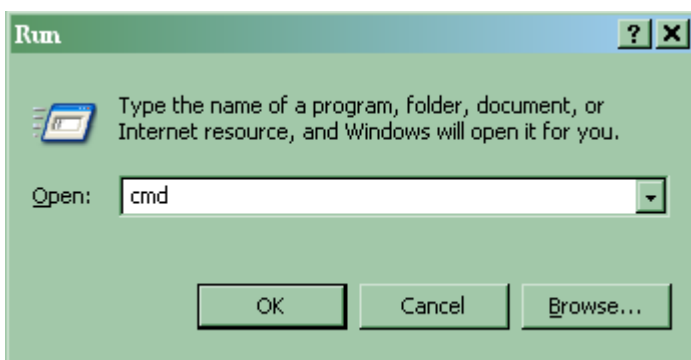 Run
Type the name of a program, folder, document, or
Internet resource, and Windows will open it for you.
Open: cmd
OK Cancel Browse...